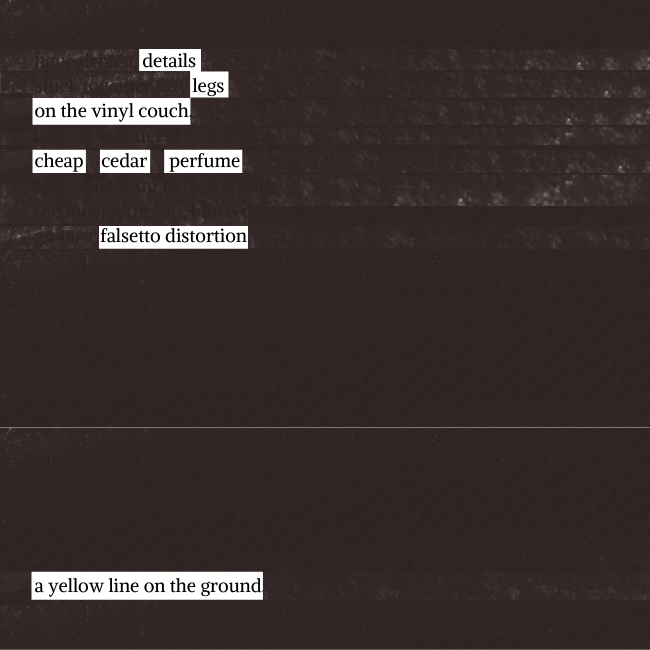 details
legs
on the vinyl couch
cheap cedar perfume
falsetto distortion
a yellow line on the ground